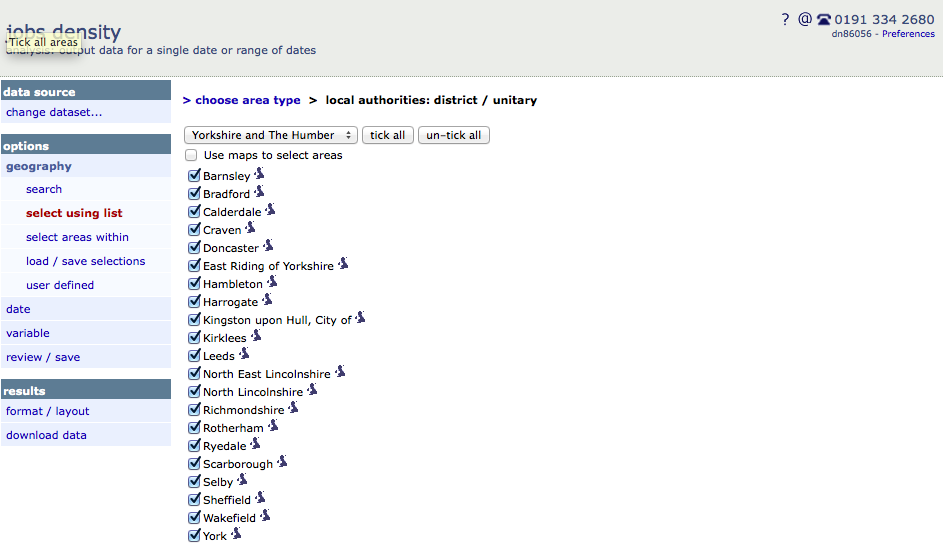 jobs density
Tick all areas
analysis: output data for a single date or range of dates
? @ 0191 334 2680
dn86056 - Preferences
data source
change dataset...
options
geography
search
select using list
select areas within
load / save selections
user defined
date
variable
review / save
results
format / layout
download data
> choose area type > local authorities: district / unitary
Yorkshire and The Humber tick all un-tick all
Use maps to select areas
Barnsley
Bradford
Calderdale
Craven
Doncaster
East Riding of Yorkshire
Hambleton
Harrogate
Kingston upon Hull, City of
Kirklees
Leeds
North East Lincolnshire
North Lincolnshire
Richmondshire
Rotherham
Ryedale
Scarborough
Selby
Sheffield
Wakefield
York